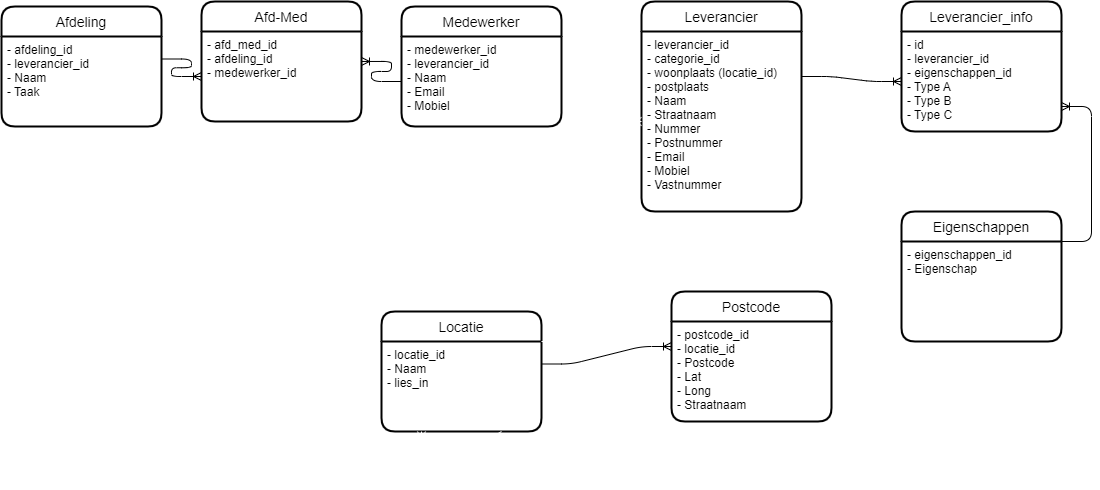 Afdeling
- afdeling_id
- leverancier_id
- Naam
- Taak
Afd-Med
- afd_med_id
- afdeling_id
- medewerker_id
Medewerker
- medewerker_id
- leverancier_id
- Naam
- Email
- Mobiel
Leverancier
- leverancier_id
- categorie_id
- woonplaats (locatie_id)
- postplaats
- Naam
- Straatnaam
- Nummer
- Postnummer
- Email
- Mobiel
- Vastnummer
Leverancier_info
- id
- leverancier_id
- eigenschappen_id
- Type A
- Type B
- Type C
Eigenschappen
- eigenschappen_id
- Eigenschap
Locatie
- locatie_id
- Naam
- lies_in
Postcode
- postcode_id
- locatie_id
- Postcode
- Lat
- Long
- Straatnaam